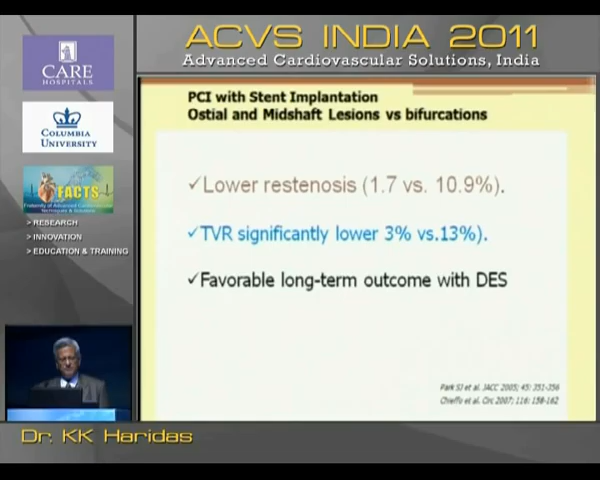 ACVS INDIA 2011
Advanced Cardiovascular Solutions, India
CARE
HOSPITALS
COLUMBIA
UNIVERSITY
FACTS
> RESEARCH
> INNOVATION
> EDUCATION & TRAINING
PCI with Stent Implantation
Ostial and Midshaft Lesions vs bifurcations
✓Lower restenosis (1.7 vs. 10.9%).
✓TVR significantly lower 3% vs.13%).
✓Favorable long-term outcome with DES
Park SJ et al. JACC 2005; 45: 351-356
Chieffo et al. Circ 2007; 116: 158-162
Dr. KK Haridas